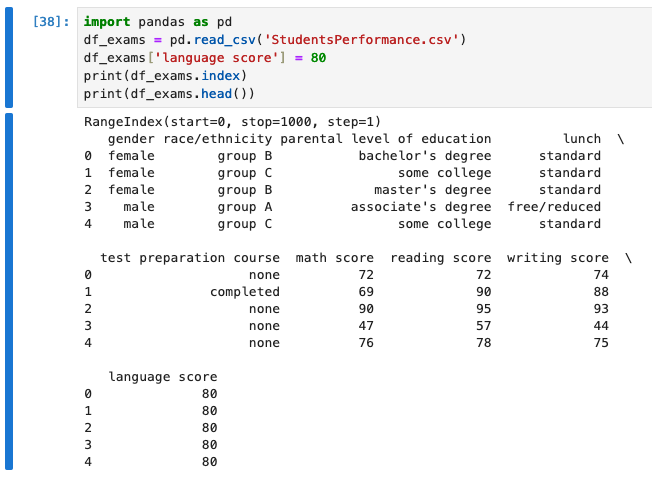 [38]: import pandas as pd
df_exams = pd.read_csv('StudentsPerformance.csv')
df_exams['language score'] = 80
print(df_exams.index)
print(df_exams.head())
RangeIndex(start=0, stop=1000, step=1)
   gender race/ethnicity parental level of education         lunch  \
0  female        group B           bachelor's degree      standard
1  female        group C                some college      standard
2  female        group B             master's degree      standard
3    male        group A          associate's degree  free/reduced
4    male        group C                some college      standard
  test preparation course  math score  reading score  writing score  \
0                    none          72             72             74
1               completed          69             90             88
2                    none          90             95             93
3                    none          47             57             44
4                    none          76             78             75
   language score
0              80
1              80
2              80
3              80
4              80